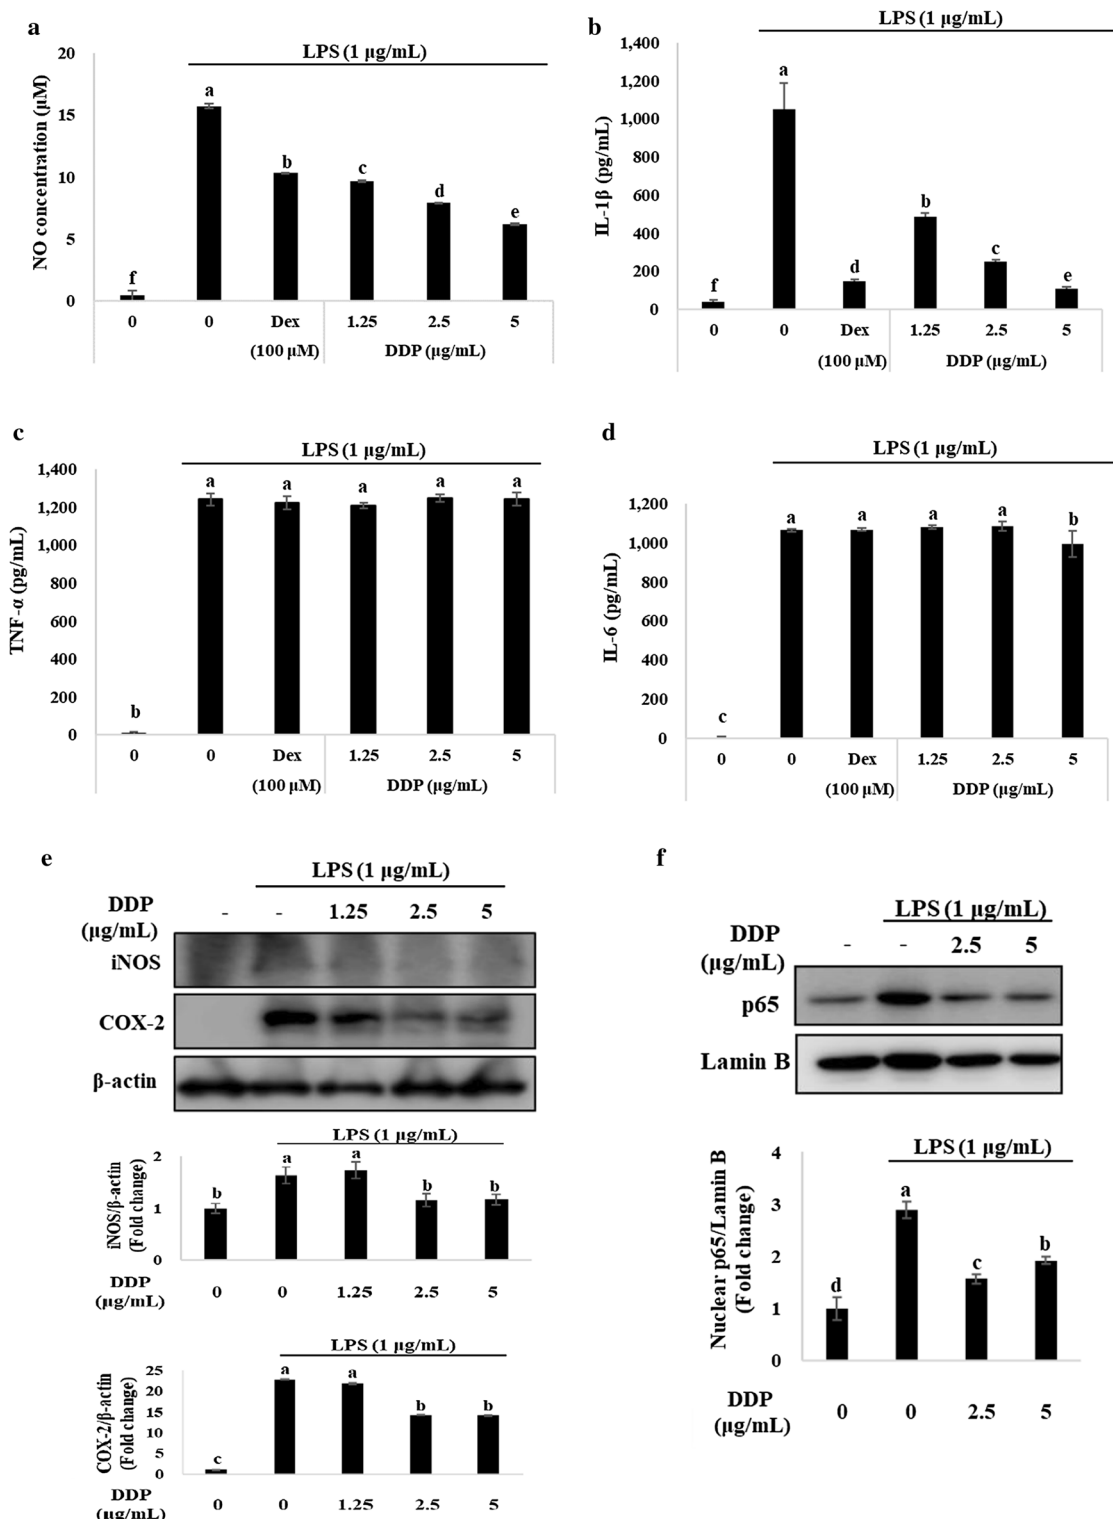 a
LPS (1 μg/mL)
NO concentration (μM)
20
15
10
5
0
a
b
c
d
e
f
0 0 Dex 1.25 2.5 5
(100 μM) DDP (μg/mL)
b
LPS (1 μg/mL)
IL-1β (pg/mL)
1,400
1,200
1,000
800
600
400
200
0
f
a
d
b
c
e
0 0 Dex 1.25 2.5 5
(100 μM) DDP (μg/mL)
c
LPS (1 μg/mL)
TNF-α (pg/mL)
1,400
1,200
1,000
800
600
400
200
0
b a a a a a
0 0 Dex 1.25 2.5 5
(100 μM) DDP (μg/mL)
d
LPS (1 μg/mL)
IL-6 (pg/mL)
1,200
1,000
800
600
400
200
0
c a a a a b
0 0 Dex 1.25 2.5 5
(100 μM) DDP (μg/mL)
e
LPS (1 μg/mL)
DDP - - 1.25 2.5 5
(μg/mL)
iNOS
COX-2
β-actin
LPS (1 μg/mL)
iNOS/β-actin
(Fold change)
2
1
0
b a a b b
DDP 0 0 1.25 2.5 5
(μg/mL)
LPS (1 μg/mL)
COX-2/β-actin
(Fold change)
25
20
15
10
5
0
c a a b b
DDP 0 0 1.25 2.5 5
(μg/mL)
f
LPS (1 μg/mL)
DDP - - 2.5 5
(μg/mL)
p65
Lamin B
LPS (1 μg/mL)
Nuclear p65/Lamin B
(Fold change)
4
3
2
1
0
d a c b
DDP 0 0 2.5 5
(μg/mL)